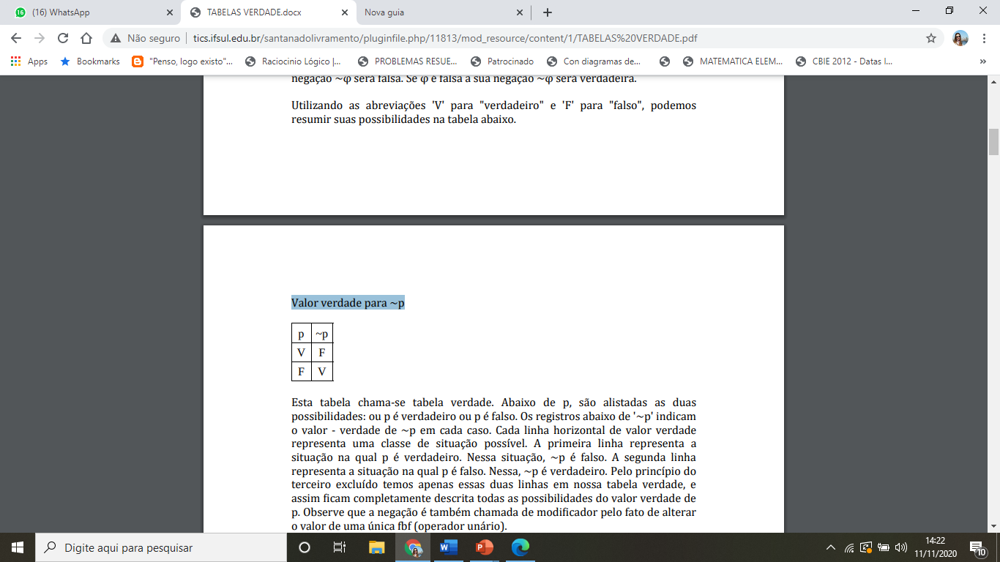 (16) WhatsApp
TABELAS VERDADE.docx
Nova guia
Não seguro
tics.ifsul.edu.br/santanadolivramento/pluginfile.php/11813/mod_resource/content/1/TABELAS%20VERDADE.pdf
Apps
Bookmarks
"Penso, logo existo"...
Raciocinio Lógico |...
PROBLEMAS RESUE...
Patrocinado
Con diagramas de...
MATEMATICA ELEM...
CBIE 2012 - Datas I...
»
negação ~φ será falsa. Se φ é falsa a sua negação ~φ será verdadeira.
Utilizando as abreviações 'V' para "verdadeiro" e 'F' para "falso", podemos
resumir suas possibilidades na tabela abaixo.
Valor verdade para ~p
p ~p
V F
F V
Esta tabela chama-se tabela verdade. Abaixo de p, são alistadas as duas
possibilidades: ou p é verdadeiro ou p é falso. Os registros abaixo de '~p' indicam
o valor - verdade de ~p em cada caso. Cada linha horizontal de valor verdade
representa uma classe de situação possível. A primeira linha representa a
situação na qual p é verdadeiro. Nessa situação, ~p é falso. A segunda linha
representa a situação na qual p é falso. Nessa, ~p é verdadeiro. Pelo princípio do
terceiro excluído temos apenas essas duas linhas em nossa tabela verdade, e
assim ficam completamente descrita todas as possibilidades do valor verdade de
p. Observe que a negação é também chamada de modificador pelo fato de alterar
o valor de uma única fbf (operador unário).
Digite aqui para pesquisar
14:22
11/11/2020
10